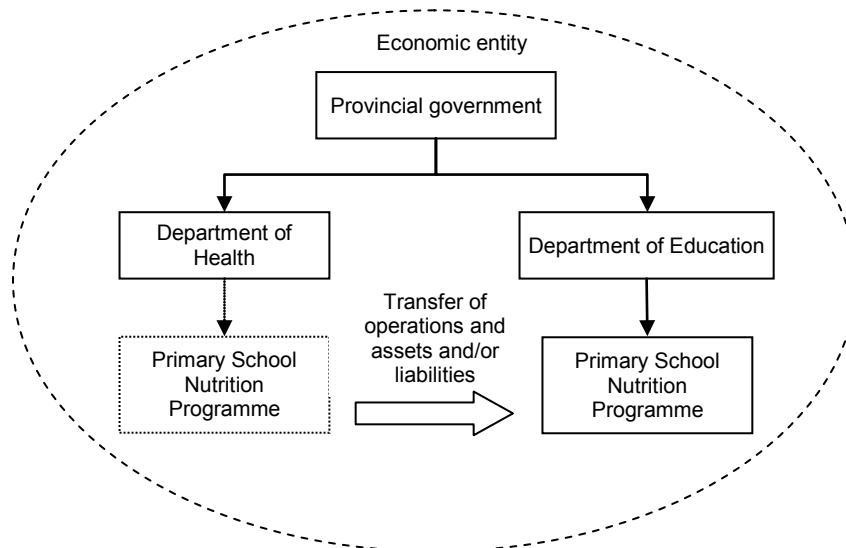 Economic entity
Provincial government
Department of
Health
Department of Education
Transfer of
operations and
assets and/or
liabilities
Primary School
Nutrition
Programme
Primary School
Nutrition
Programme